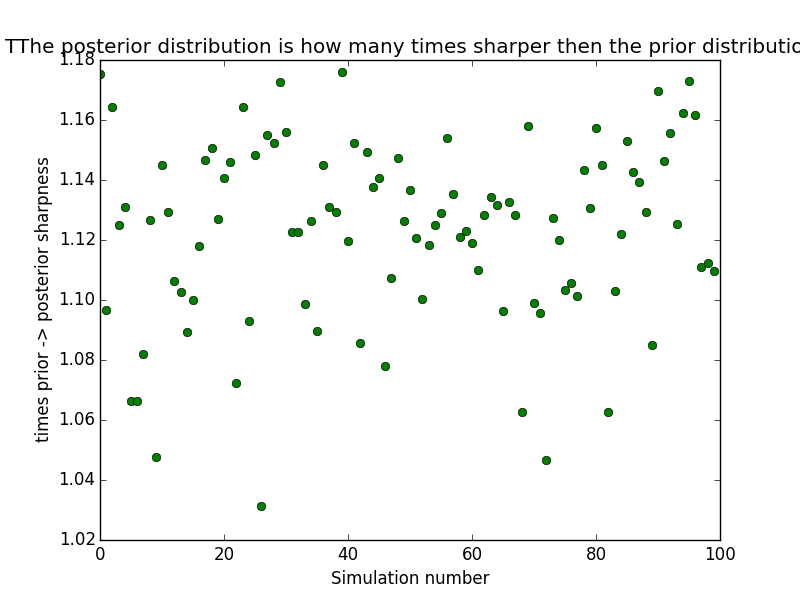 TThe posterior distribution is how many times sharper then the prior distributio
1.18
1.16
1.14
1.12
1.10
1.08
1.06
1.04
1.02
times prior -> posterior sharpness
0 20 40 60 80 100
Simulation number